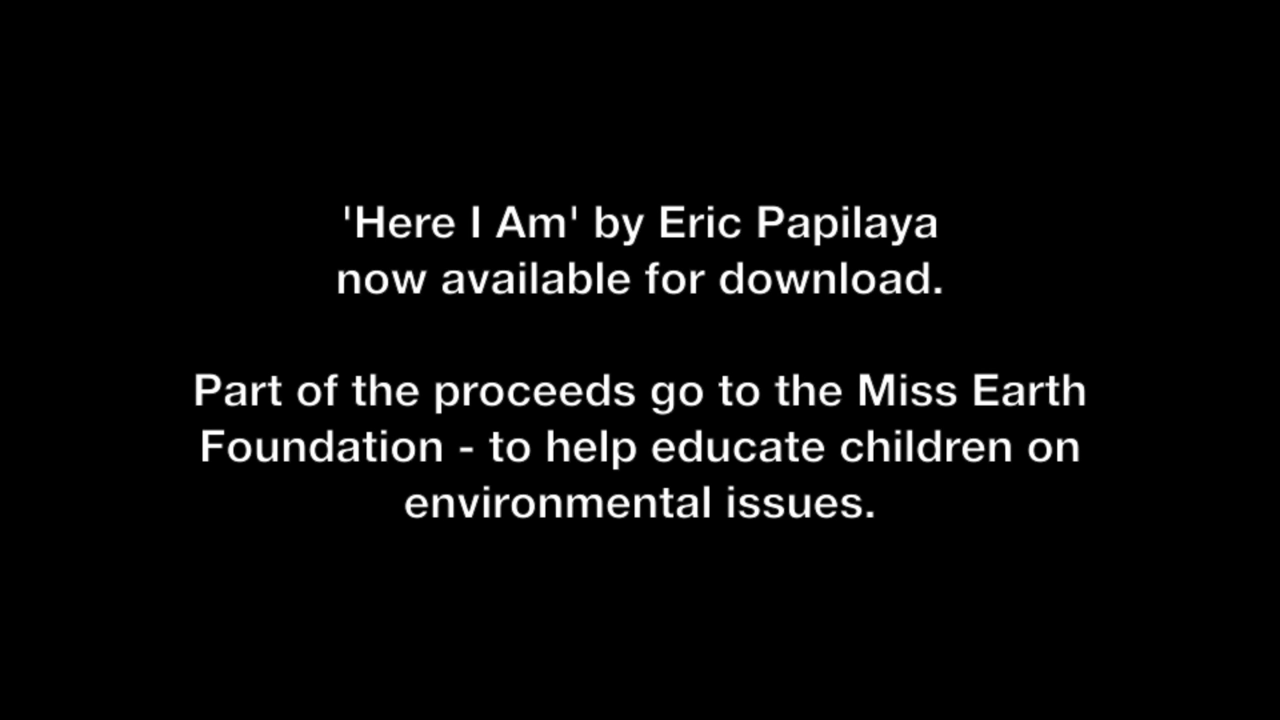 'Here I Am' by Eric Papilaya
now available for download.
Part of the proceeds go to the Miss Earth
Foundation - to help educate children on
environmental issues.